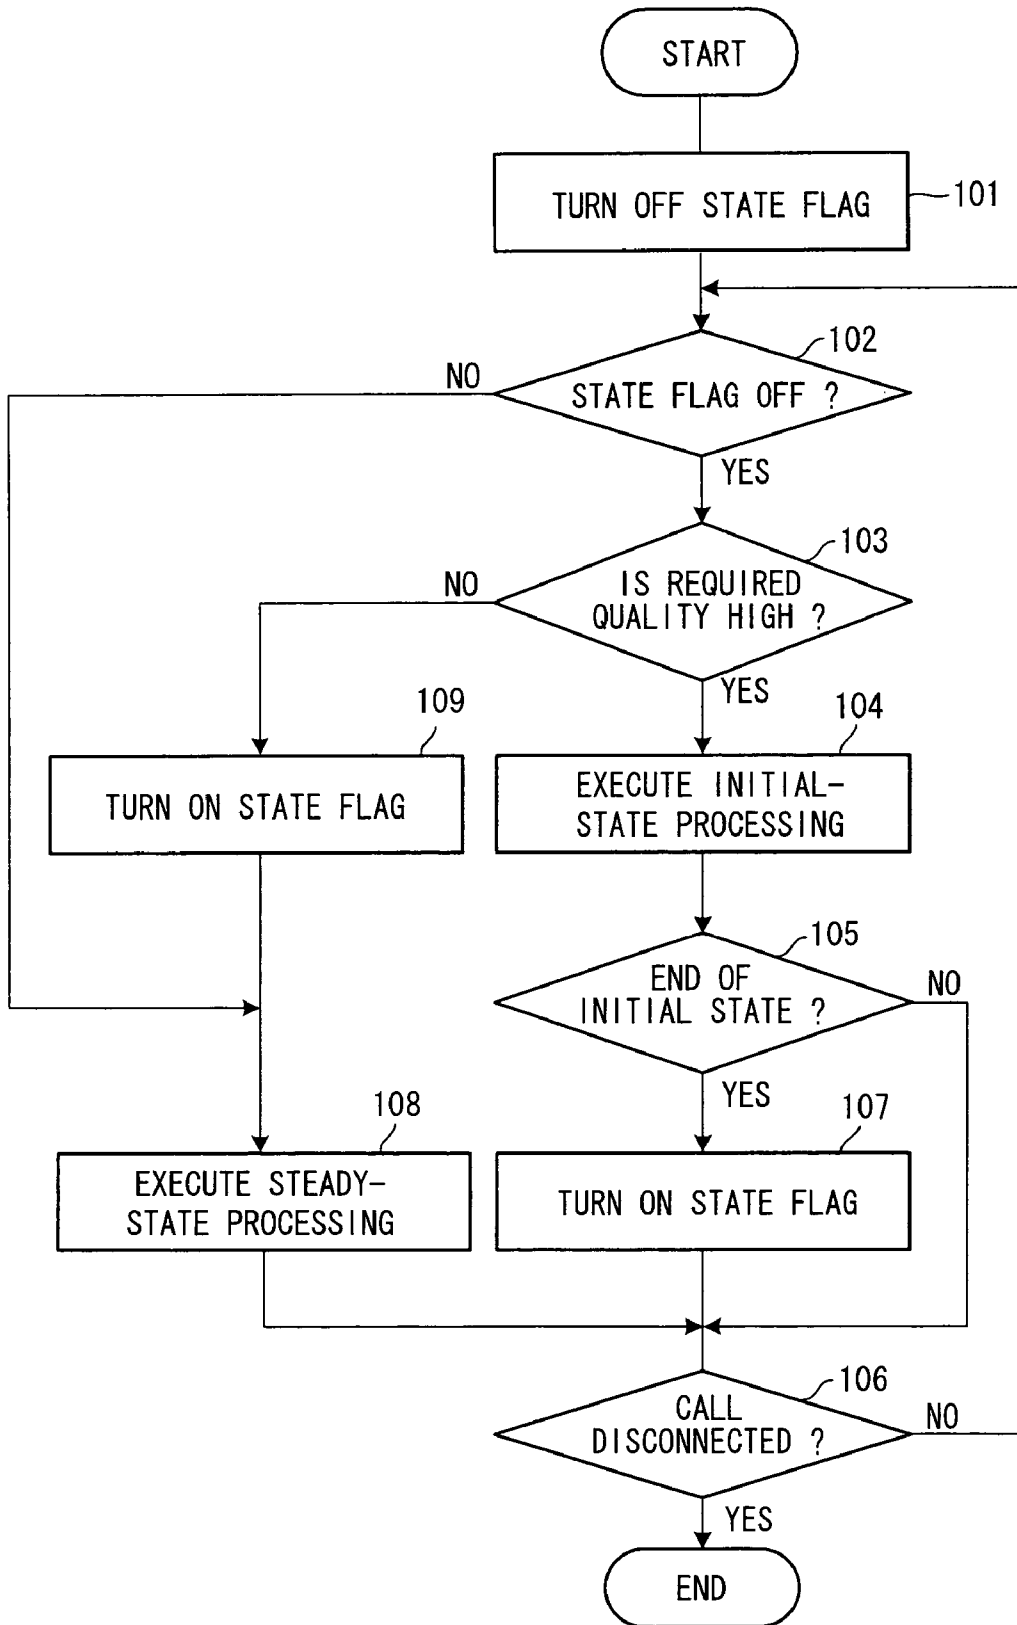 START
TURN OFF STATE FLAG
101
102
NO
STATE FLAG OFF ?
YES
103
NO
IS REQUIRED
QUALITY HIGH ?
YES
109
104
TURN ON STATE FLAG
EXECUTE INITIAL-
STATE PROCESSING
105
END OF
INITIAL STATE ?
NO
YES
108
107
EXECUTE STEADY-
STATE PROCESSING
TURN ON STATE FLAG
106
CALL
DISCONNECTED ?
NO
YES
END